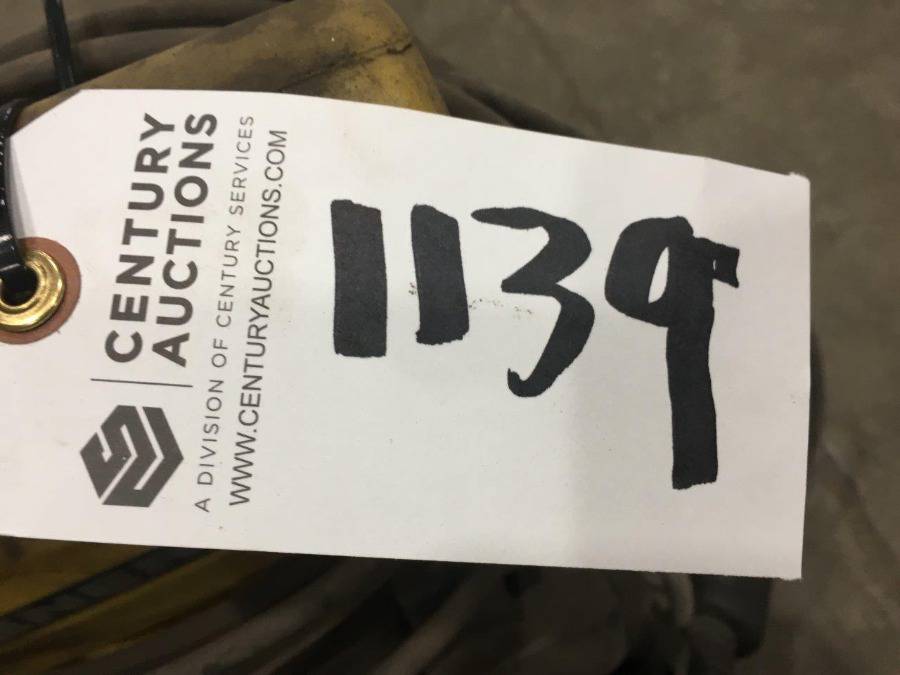 CENTURY
AUCTIONS
A DIVISION OF CENTURY SERVICES
WWW.CENTURYAUCTIONS.COM
1139